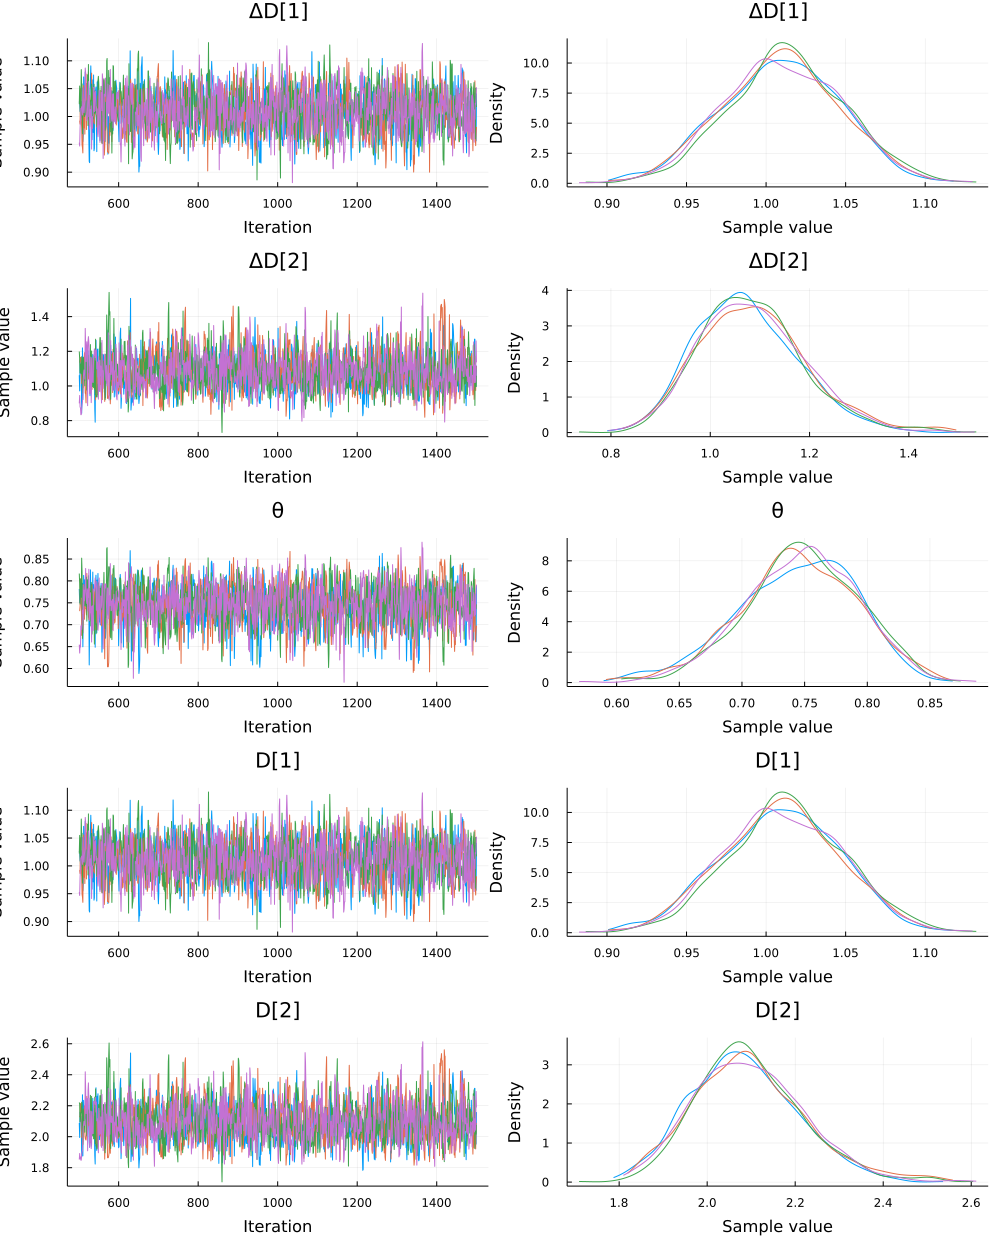 ΔD[1]
ΔD[1]
1.10
1.05
1.00
0.95
0.90
600 800 1000 1200 1400
Iteration
Density
10.0
7.5
5.0
2.5
0.0
0.90 0.95 1.00 1.05 1.10
Sample value
ΔD[2]
ΔD[2]
Sample value
1.4
1.2
1.0
0.8
600 800 1000 1200 1400
Iteration
Density
4
3
2
1
0
0.8 1.0 1.2 1.4
Sample value
θ
θ
0.85
0.80
0.75
0.70
0.65
0.60
600 800 1000 1200 1400
Iteration
Density
8
6
4
2
0
0.60 0.65 0.70 0.75 0.80 0.85
Sample value
D[1]
D[1]
1.10
1.05
1.00
0.95
0.90
600 800 1000 1200 1400
Iteration
Density
10.0
7.5
5.0
2.5
0.0
0.90 0.95 1.00 1.05 1.10
Sample value
D[2]
D[2]
Sample value
2.6
2.4
2.2
2.0
1.8
600 800 1000 1200 1400
Iteration
Density
3
2
1
0
1.8 2.0 2.2 2.4 2.6
Sample value